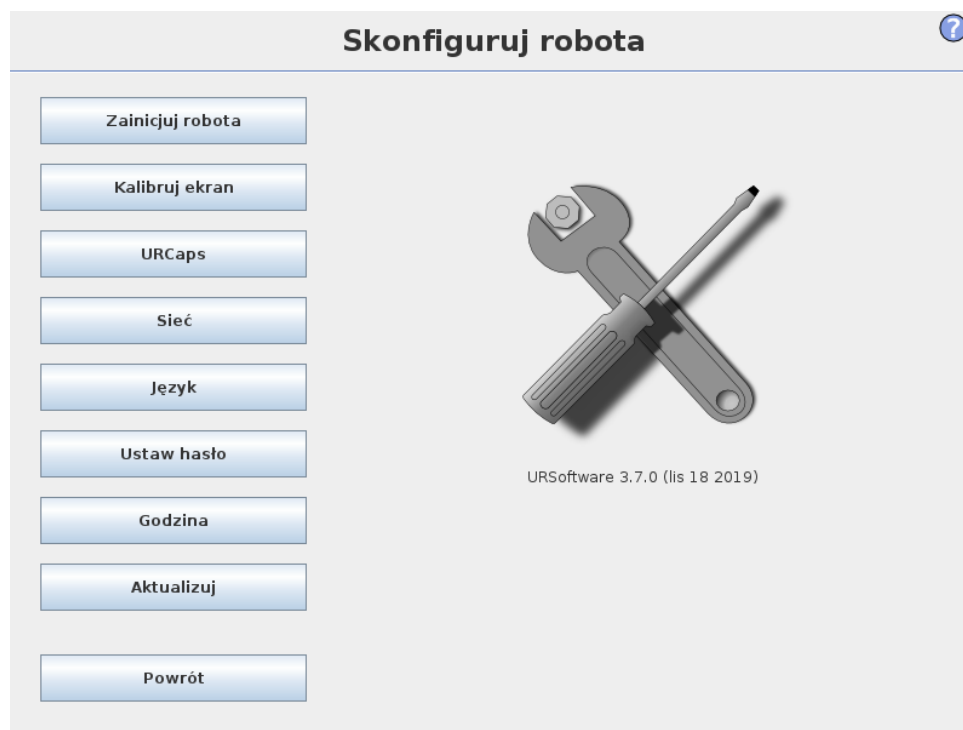 Skonfiguruj robota
?
Zainicjuj robota
Kalibruj ekran
URCaps
Sieć
Język
Ustaw hasło
Godzina
Aktualizuj
Powrót
URSoftware 3.7.0 (lis 18 2019)